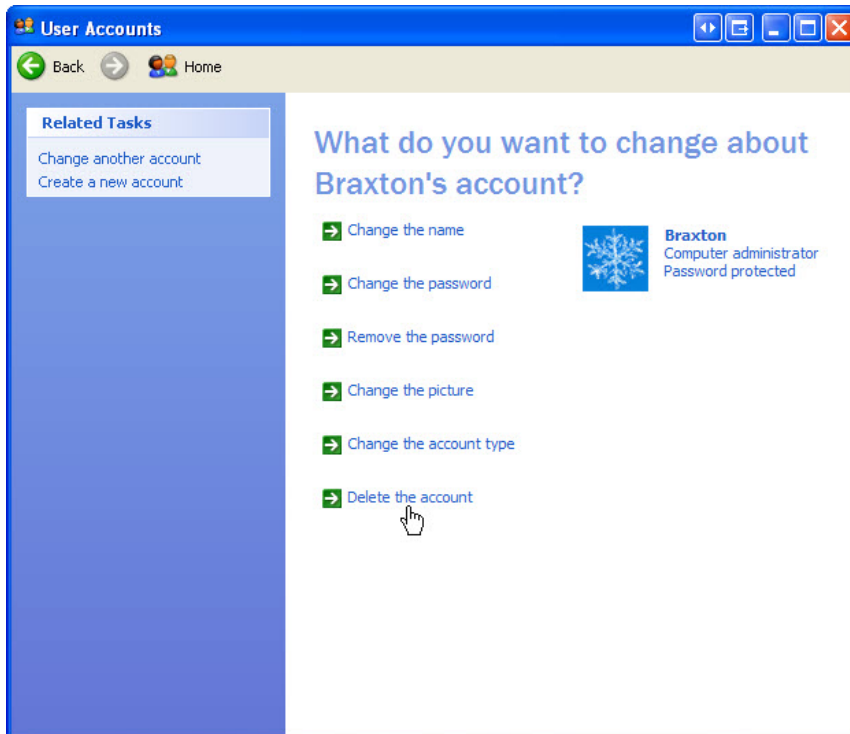 User Accounts
Back Home
Related Tasks
Change another account
Create a new account
What do you want to change about
Braxton's account?
Change the name
Change the password
Remove the password
Change the picture
Change the account type
Delete the account
Braxton
Computer administrator
Password protected